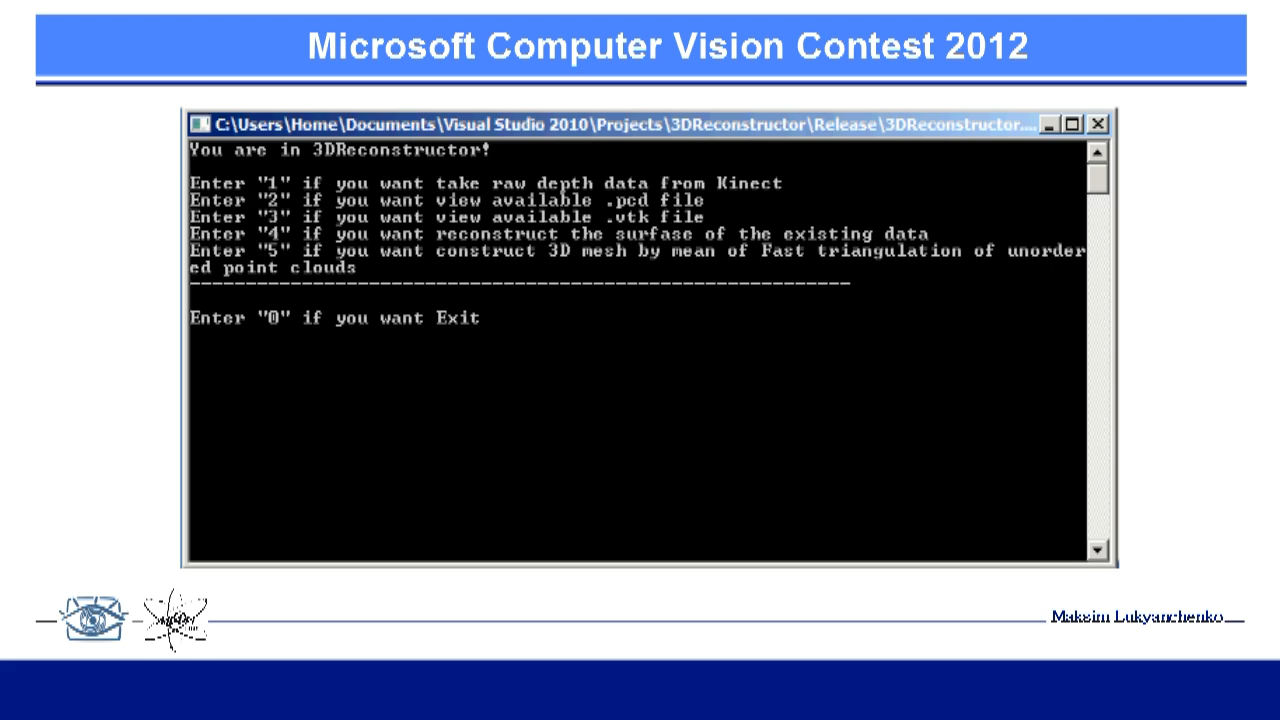 Microsoft Computer Vision Contest 2012
C:\Users\Home\Documents\Visual Studio 2010\Projects\3DReconstructor\Release\3DReconstructor....
You are in 3DReconstructor!
Enter "1" if you want take raw depth data from Kinect
Enter "2" if you want view available .pcd file
Enter "3" if you want view available .vtk file
Enter "4" if you want reconstruct the surfase of the existing data
Enter "5" if you want construct 3D mesh by mean of Fast triangulation of unorder
ed point clouds
-----------------------------------------------------------
Enter "0" if you want Exit
Maksim Lukyanchenko